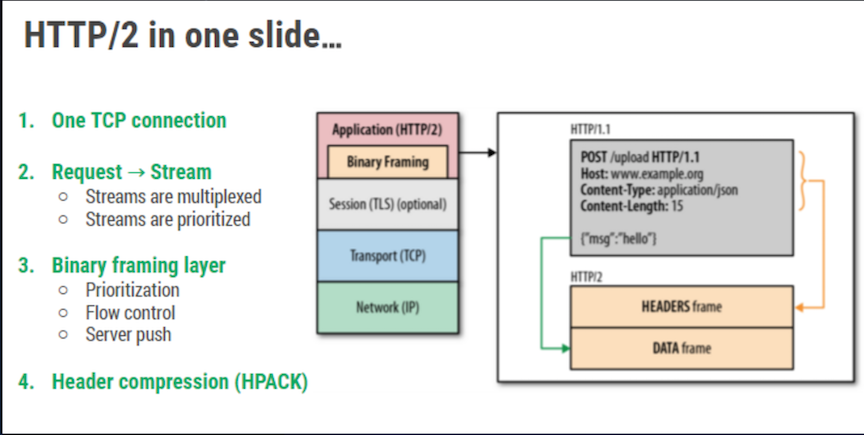 HTTP/2 in one slide...
1. One TCP connection
2. Request → Stream
○ Streams are multiplexed
○ Streams are prioritized
3. Binary framing layer
○ Prioritization
○ Flow control
○ Server push
4. Header compression (HPACK)
Application (HTTP/2)
Binary Framing
Session (TLS) (optional)
Transport (TCP)
Network (IP)
HTTP/1.1
POST /upload HTTP/1.1
Host: www.example.org
Content-Type: application/json
Content-Length: 15
{"msg":"hello"}
HTTP/2
HEADERS frame
DATA frame